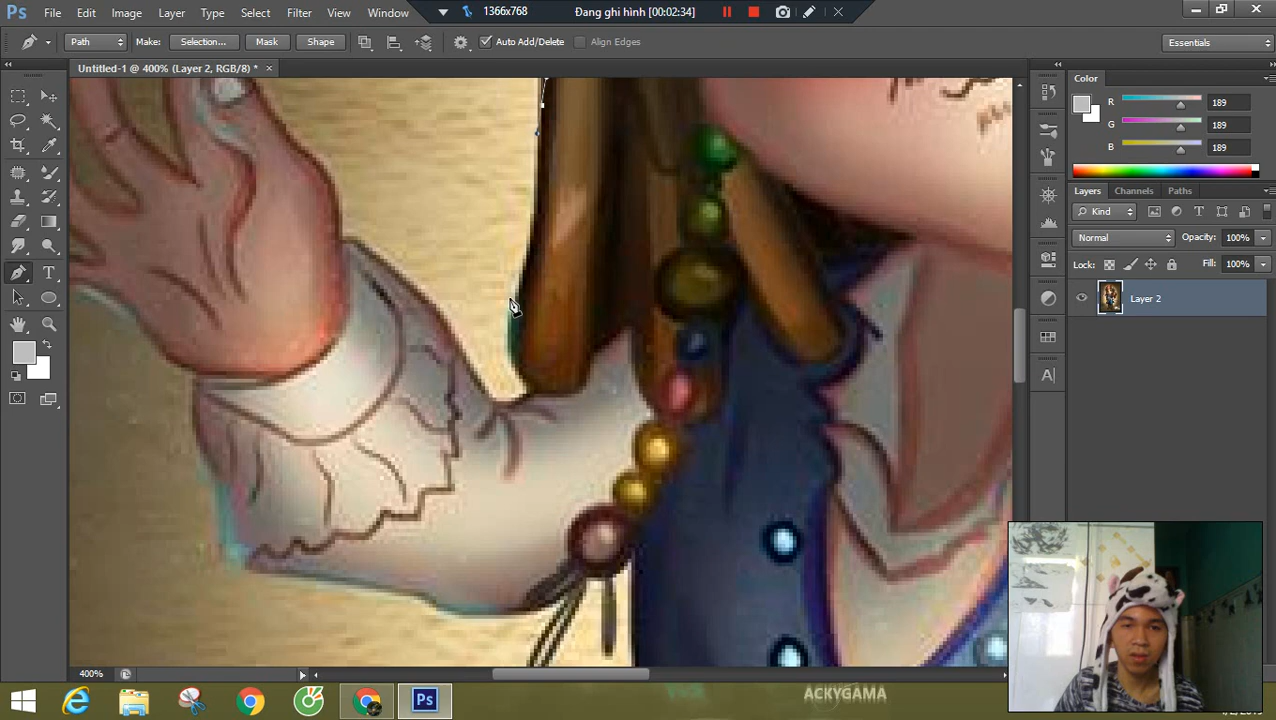 Ps File Edit Image Layer Type Select Filter View Window 1366x768 Đang ghi hình [00:02:34]
Path Make: Selection... Mask Shape Auto Add/Delete Align Edges Essentials
Untitled-1 @ 400% (Layer 2, RGB/8) *
Color
R 189
G 189
B 189
Layers Channels Paths
Kind
Normal Opacity: 100%
Lock: Fill: 100%
Layer 2
400%
Ps
ACKYGAMA